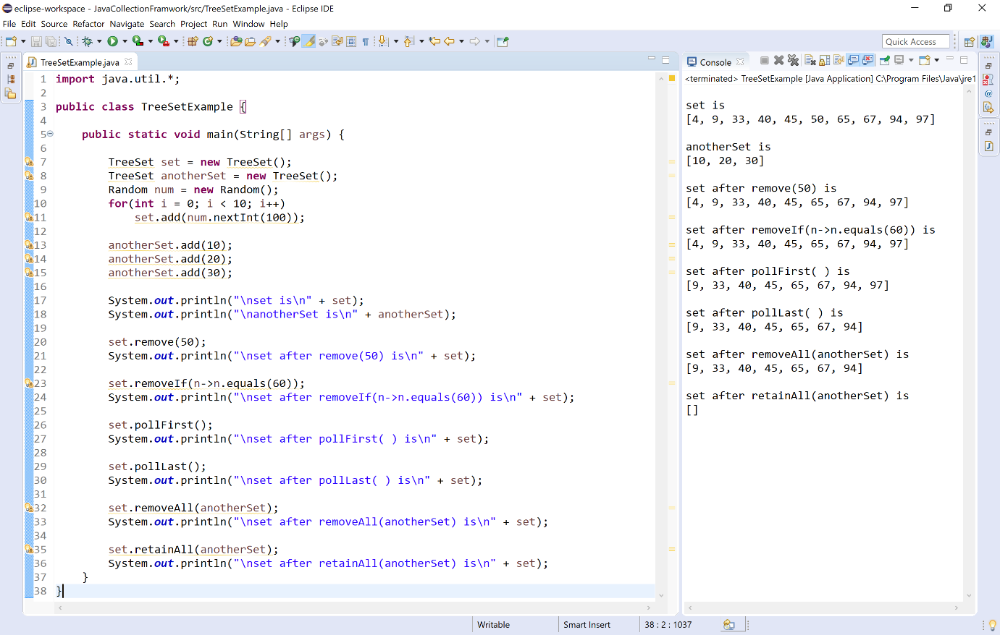 eclipse-workspace - JavaCollectionFramwork/src/TreeSetExample.java - Eclipse IDE
File Edit Source Refactor Navigate Search Project Run Window Help
Quick Access
TreeSetExample.java
1 import java.util.*;
2
3 public class TreeSetExample {
4
5     public static void main(String[] args) {
6
7         TreeSet set = new TreeSet();
8         TreeSet anotherSet = new TreeSet();
9         Random num = new Random();
10         for(int i = 0; i < 10; i++)
11             set.add(num.nextInt(100));
12
13         anotherSet.add(10);
14         anotherSet.add(20);
15         anotherSet.add(30);
16
17         System.out.println("\nset is\n" + set);
18         System.out.println("\nanotherSet is\n" + anotherSet);
19
20         set.remove(50);
21         System.out.println("\nset after remove(50) is\n" + set);
22
23         set.removeIf(n->n.equals(60));
24         System.out.println("\nset after removeIf(n->n.equals(60)) is\n" + set);
25
26         set.pollFirst();
27         System.out.println("\nset after pollFirst( ) is\n" + set);
28
29         set.pollLast();
30         System.out.println("\nset after pollLast( ) is\n" + set);
31
32         set.removeAll(anotherSet);
33         System.out.println("\nset after removeAll(anotherSet) is\n" + set);
34
35         set.retainAll(anotherSet);
36         System.out.println("\nset after retainAll(anotherSet) is\n" + set);
37     }
38 }
Console
<terminated> TreeSetExample [Java Application] C:\Program Files\Java\jre1
set is
[4, 9, 33, 40, 45, 50, 65, 67, 94, 97]
anotherSet is
[10, 20, 30]
set after remove(50) is
[4, 9, 33, 40, 45, 65, 67, 94, 97]
set after removeIf(n->n.equals(60)) is
[4, 9, 33, 40, 45, 65, 67, 94, 97]
set after pollFirst( ) is
[9, 33, 40, 45, 65, 67, 94, 97]
set after pollLast( ) is
[9, 33, 40, 45, 65, 67, 94]
set after removeAll(anotherSet) is
[9, 33, 40, 45, 65, 67, 94]
set after retainAll(anotherSet) is
[]
Writable
Smart Insert
38 : 2 : 1037